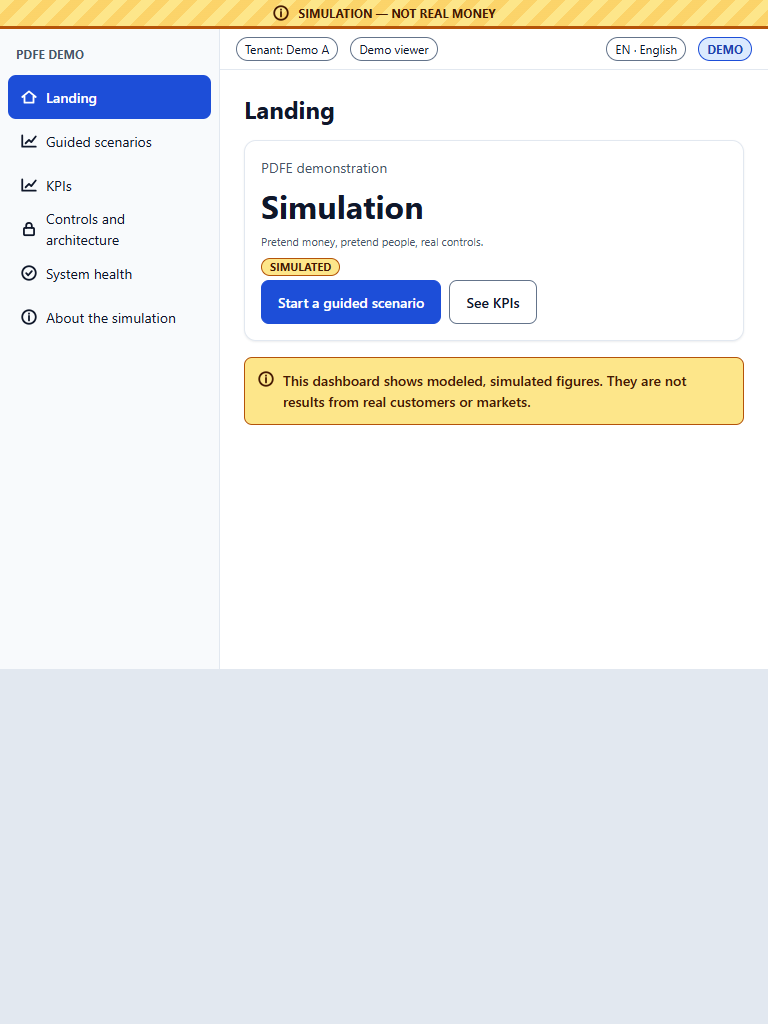 SIMULATION — NOT REAL MONEY
PDFE DEMO
Landing
Guided scenarios
KPIs
Controls and
architecture
System health
About the simulation
Tenant: Demo A
Demo viewer
EN · English
DEMO
Landing
PDFE demonstration
Simulation
Pretend money, pretend people, real controls.
SIMULATED
Start a guided scenario
See KPIs
This dashboard shows modeled, simulated figures. They are not
results from real customers or markets.